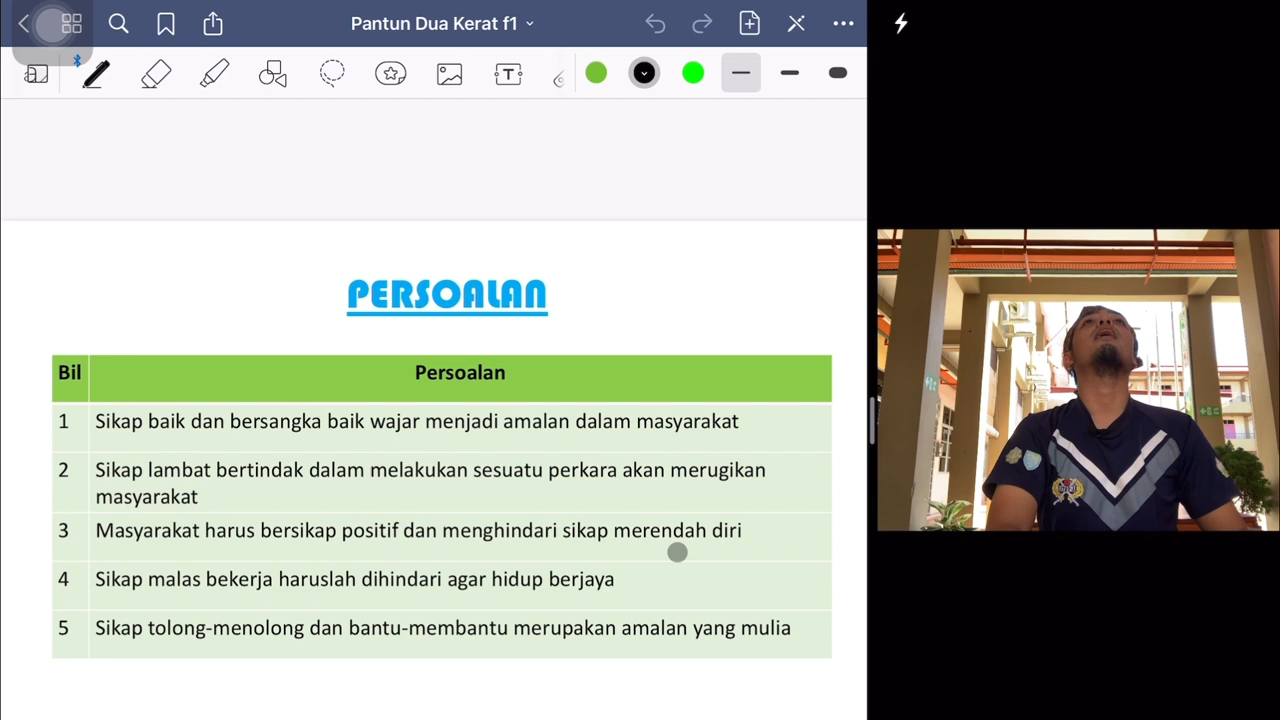 Pantun Dua Kerat f1
T
PERSOALAN
Bil Persoalan
1 Sikap baik dan bersangka baik wajar menjadi amalan dalam masyarakat
2 Sikap lambat bertindak dalam melakukan sesuatu perkara akan merugikan
masyarakat
3 Masyarakat harus bersikap positif dan menghindari sikap merendah diri
4 Sikap malas bekerja haruslah dihindari agar hidup berjaya
5 Sikap tolong-menolong dan bantu-membantu merupakan amalan yang mulia